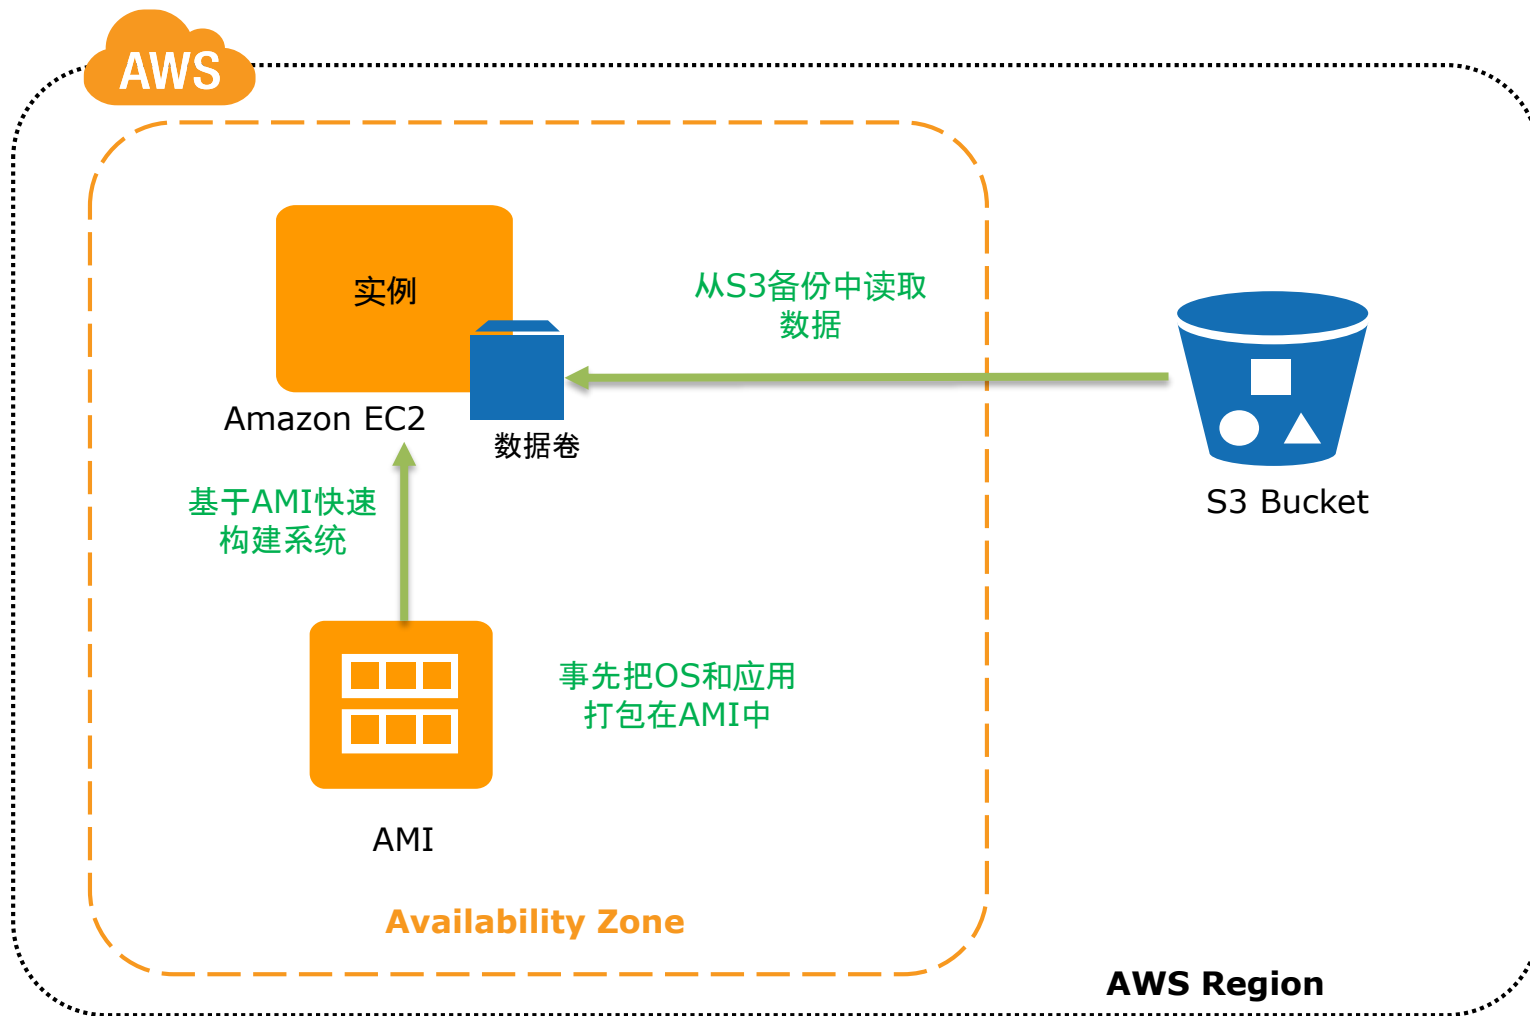 AWS
实例
从S3备份中读取
数据
Amazon EC2
数据卷
S3 Bucket
基于AMI快速
构建系统
事先把OS和应用
打包在AMI中
AMI
Availability Zone
AWS Region